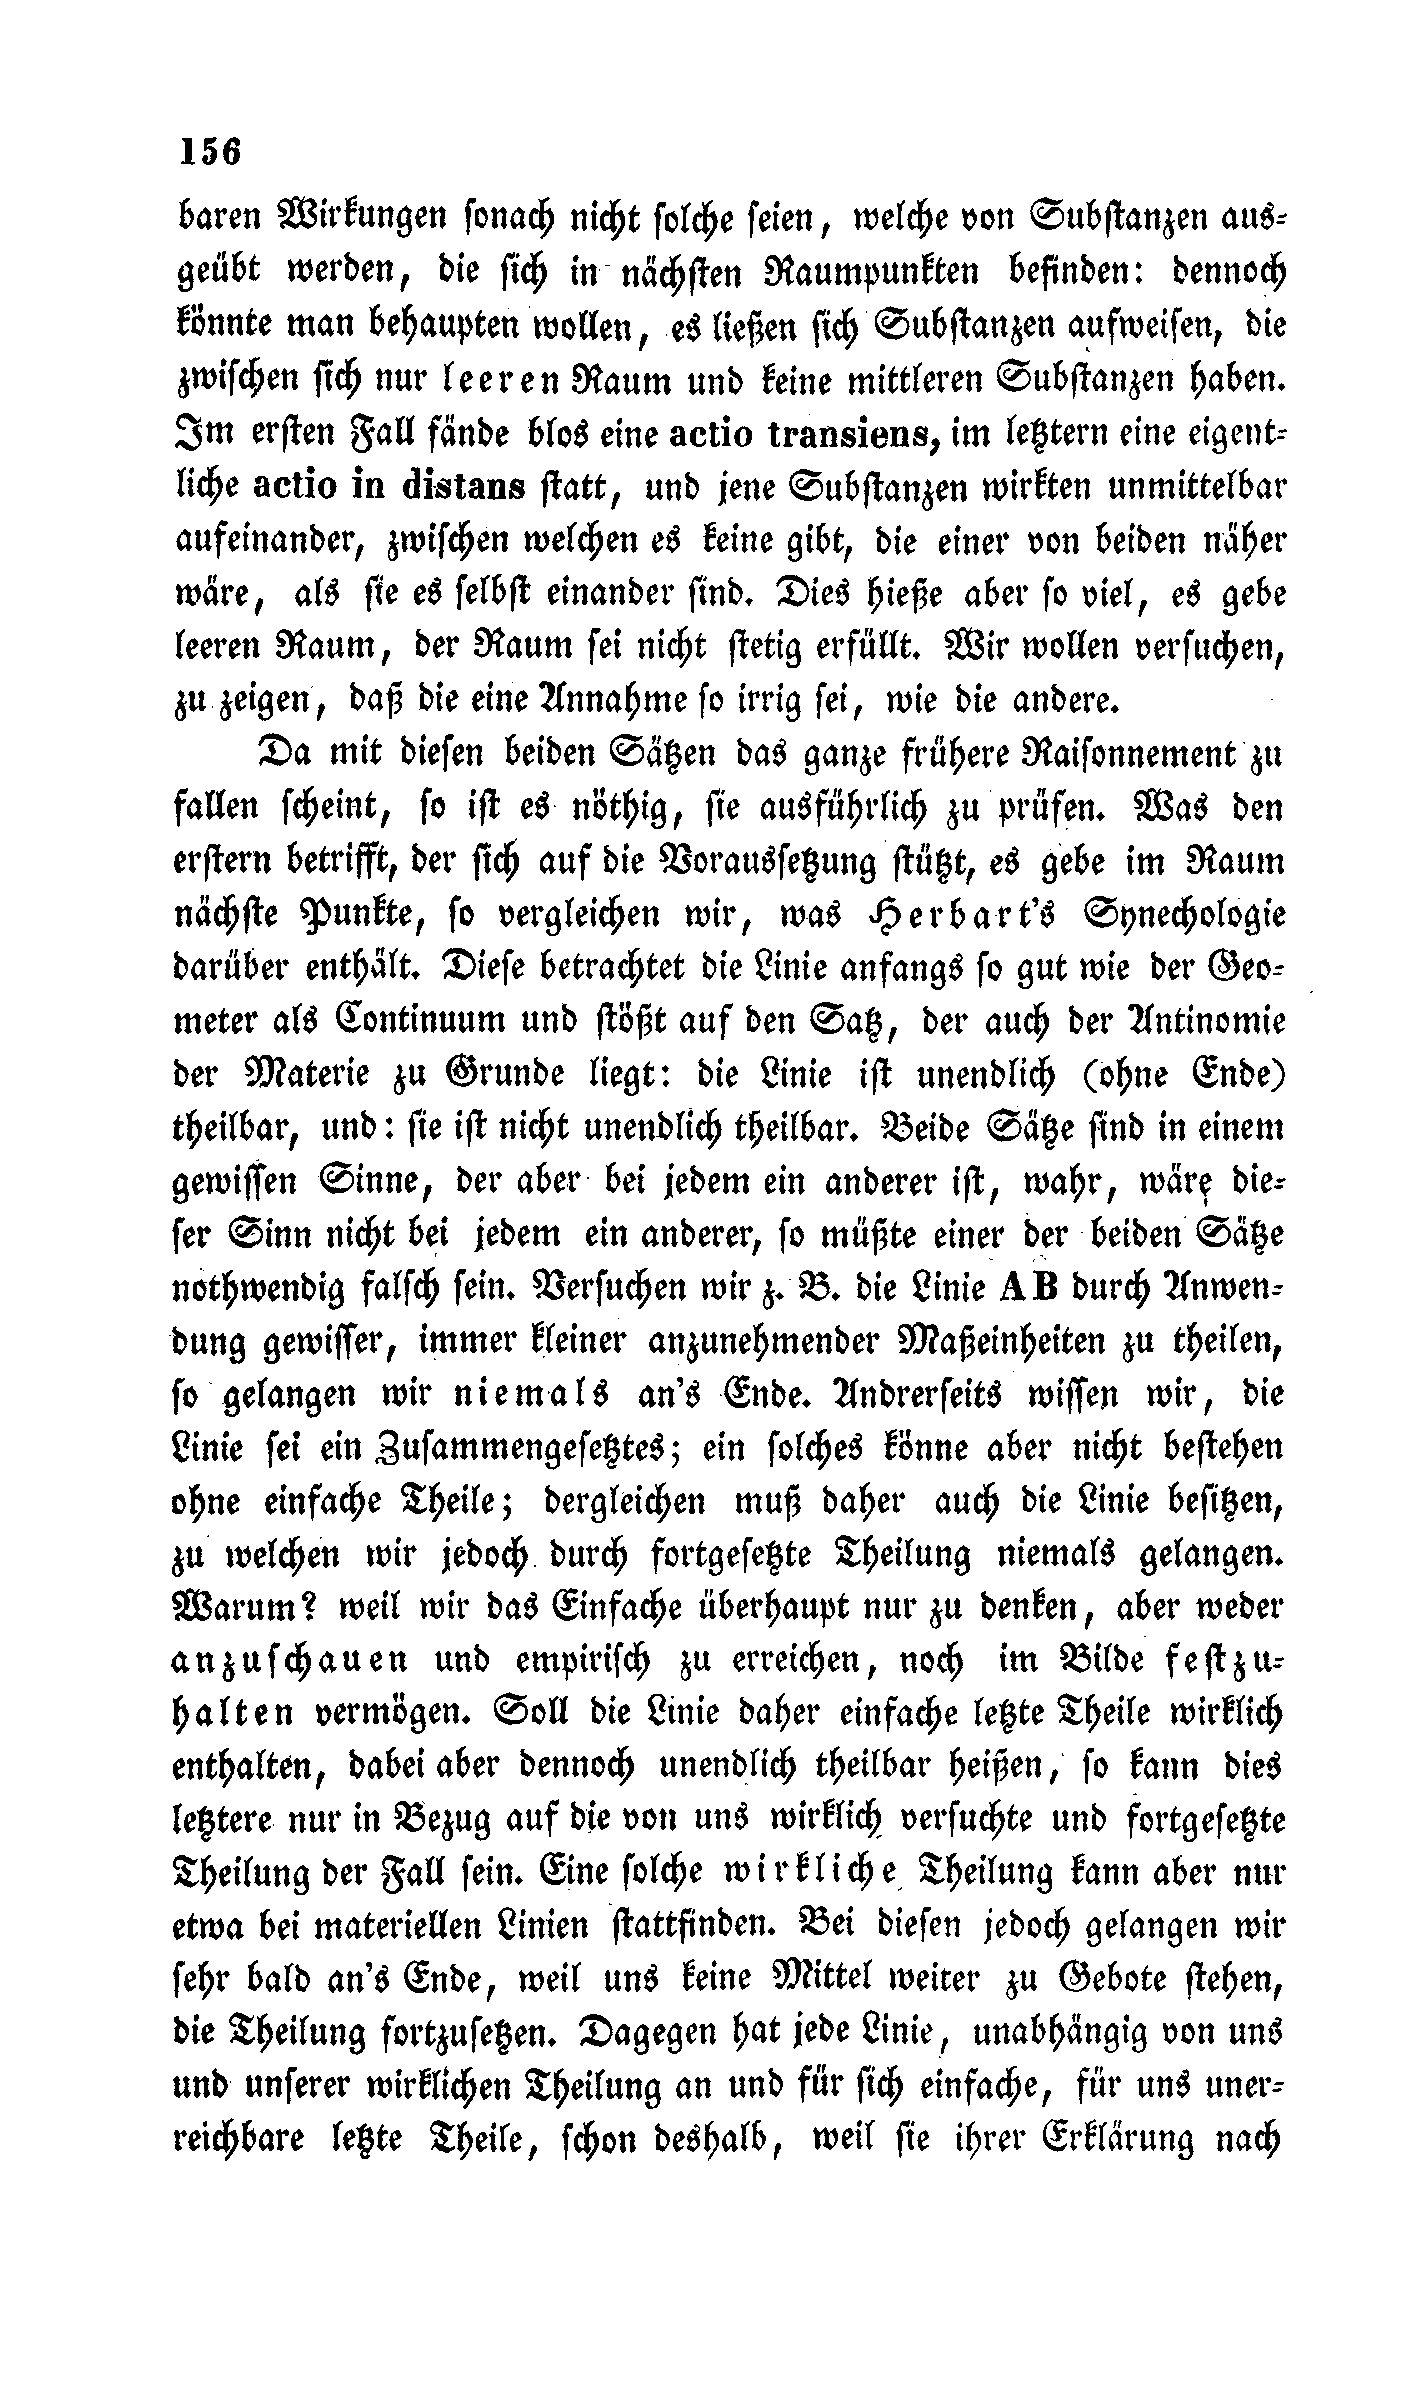 156
baren Wirkungen sonach nicht solche seien, welche von Substanzen aus-
geübt werden, die sich in nächsten Raumpunkten befinden: dennoch
könnte man behaupten wollen, es ließen sich Substanzen aufweisen, die
zwischen sich nur leeren Raum und keine mittleren Substanzen haben.
Im ersten Fall fände blos eine actio transiens, im letztern eine eigent-
liche actio in distans statt, und jene Substanzen wirkten unmittelbar
aufeinander, zwischen welchen es keine gibt, die einer von beiden näher
wäre, als sie es selbst einander sind. Dies hieße aber so viel, es gebe
leeren Raum, der Raum sei nicht stetig erfüllt. Wir wollen versuchen,
zu zeigen, daß die eine Annahme so irrig sei, wie die andere.
Da mit diesen beiden Sätzen das ganze frühere Raisonnement zu
fallen scheint, so ist es nöthig, sie ausführlich zu prüfen. Was den
erstern betrifft, der sich auf die Voraussetzung stützt, es gebe im Raum
nächste Punkte, so vergleichen wir, was Herbart's Synechologie
darüber enthält. Diese betrachtet die Linie anfangs so gut wie der Geo-
meter als Continuum und stößt auf den Satz, der auch der Antinomie
der Materie zu Grunde liegt: die Linie ist unendlich (ohne Ende)
theilbar, und: sie ist nicht unendlich theilbar. Beide Sätze sind in einem
gewissen Sinne, der aber bei jedem ein anderer ist, wahr, wäre die-
ser Sinn nicht bei jedem ein anderer, so müßte einer der beiden Sätze
nothwendig falsch sein. Versuchen wir z. B. die Linie AB durch Anwen-
dung gewisser, immer kleiner anzunehmender Maßeinheiten zu theilen,
so gelangen wir niemals an's Ende. Andrerseits wissen wir, die
Linie sei ein Zusammengesetztes; ein solches könne aber nicht bestehen
ohne einfache Theile; dergleichen muß daher auch die Linie besitzen,
zu welchen wir jedoch durch fortgesetzte Theilung niemals gelangen.
Warum? weil wir das Einfache überhaupt nur zu denken, aber weder
anzuschauen und empirisch zu erreichen, noch im Bilde festzu-
halten vermögen. Soll die Linie daher einfache letzte Theile wirklich
enthalten, dabei aber dennoch unendlich theilbar heißen, so kann dies
letztere nur in Bezug auf die von uns wirklich versuchte und fortgesetzte
Theilung der Fall sein. Eine solche wirkliche Theilung kann aber nur
etwa bei materiellen Linien stattfinden. Bei diesen jedoch gelangen wir
sehr bald an's Ende, weil uns keine Mittel weiter zu Gebote stehen,
die Theilung fortzusetzen. Dagegen hat jede Linie, unabhängig von uns
und unserer wirklichen Theilung an und für sich einfache, für uns uner-
reichbare letzte Theile, schon deshalb, weil sie ihrer Erklärung nach